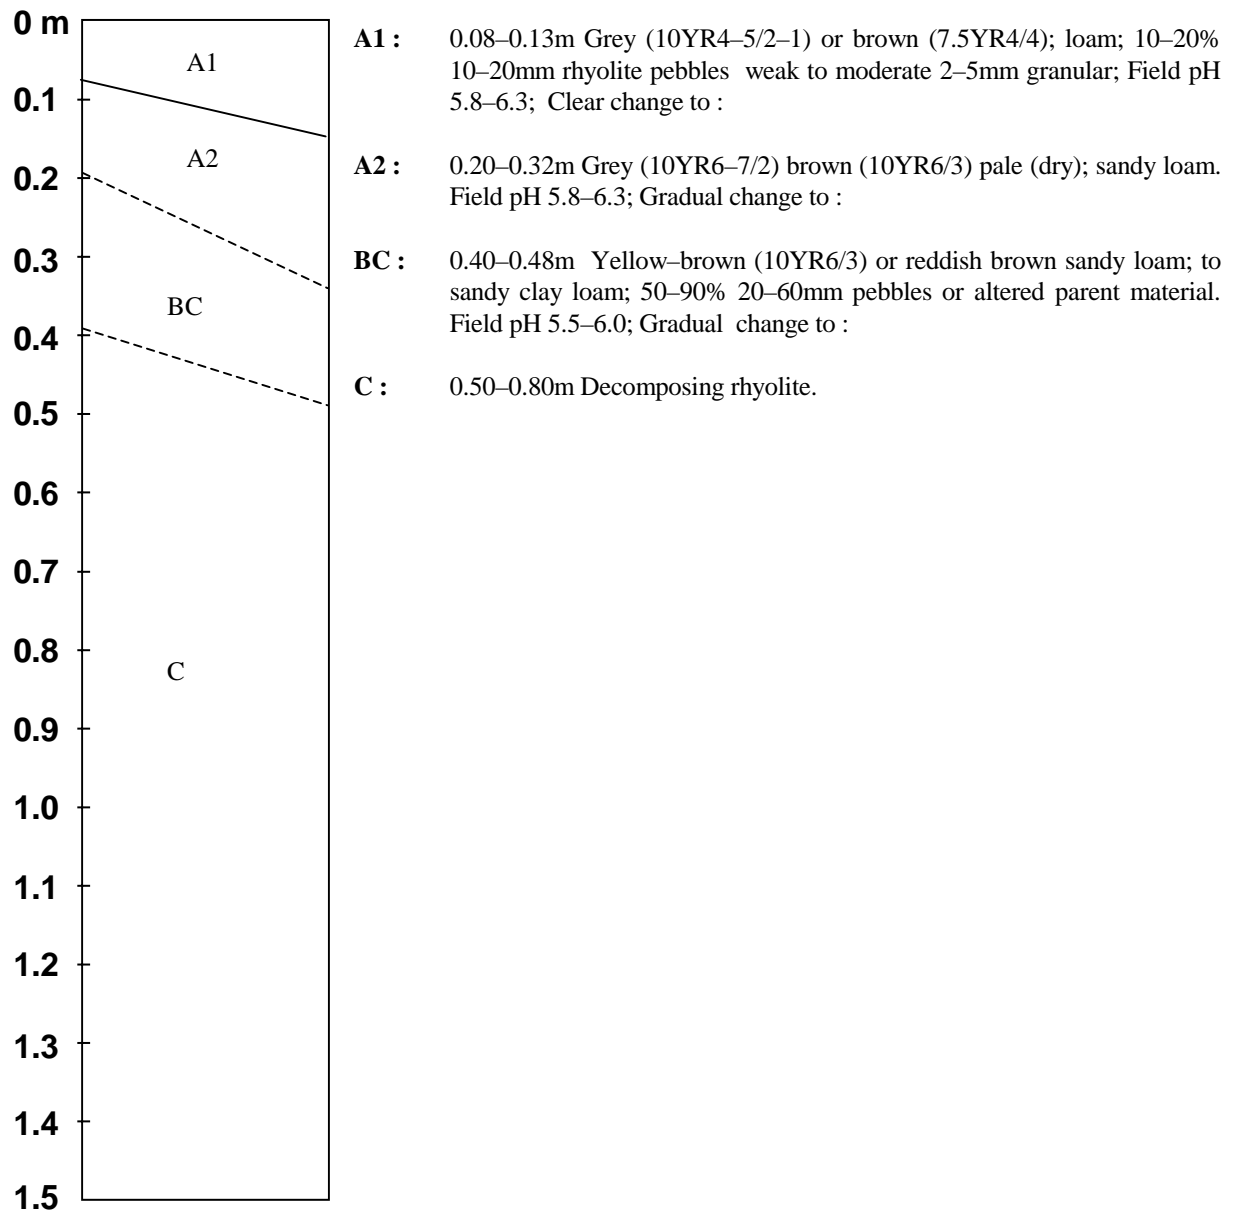 0 m
0.1
0.2
0.3
0.4
0.5
0.6
0.7
0.8
0.9
1.0
1.1
1.2
1.3
1.4
1.5
A1
A2
BC
C
A1 : 0.08–0.13m Grey (10YR4–5/2–1) or brown (7.5YR4/4); loam; 10–20%
10–20mm rhyolite pebbles weak to moderate 2–5mm granular; Field pH
5.8–6.3; Clear change to :
A2 : 0.20–0.32m Grey (10YR6–7/2) brown (10YR6/3) pale (dry); sandy loam.
Field pH 5.8–6.3; Gradual change to :
BC : 0.40–0.48m Yellow–brown (10YR6/3) or reddish brown sandy loam; to
sandy clay loam; 50–90% 20–60mm pebbles or altered parent material.
Field pH 5.5–6.0; Gradual change to :
C : 0.50–0.80m Decomposing rhyolite.